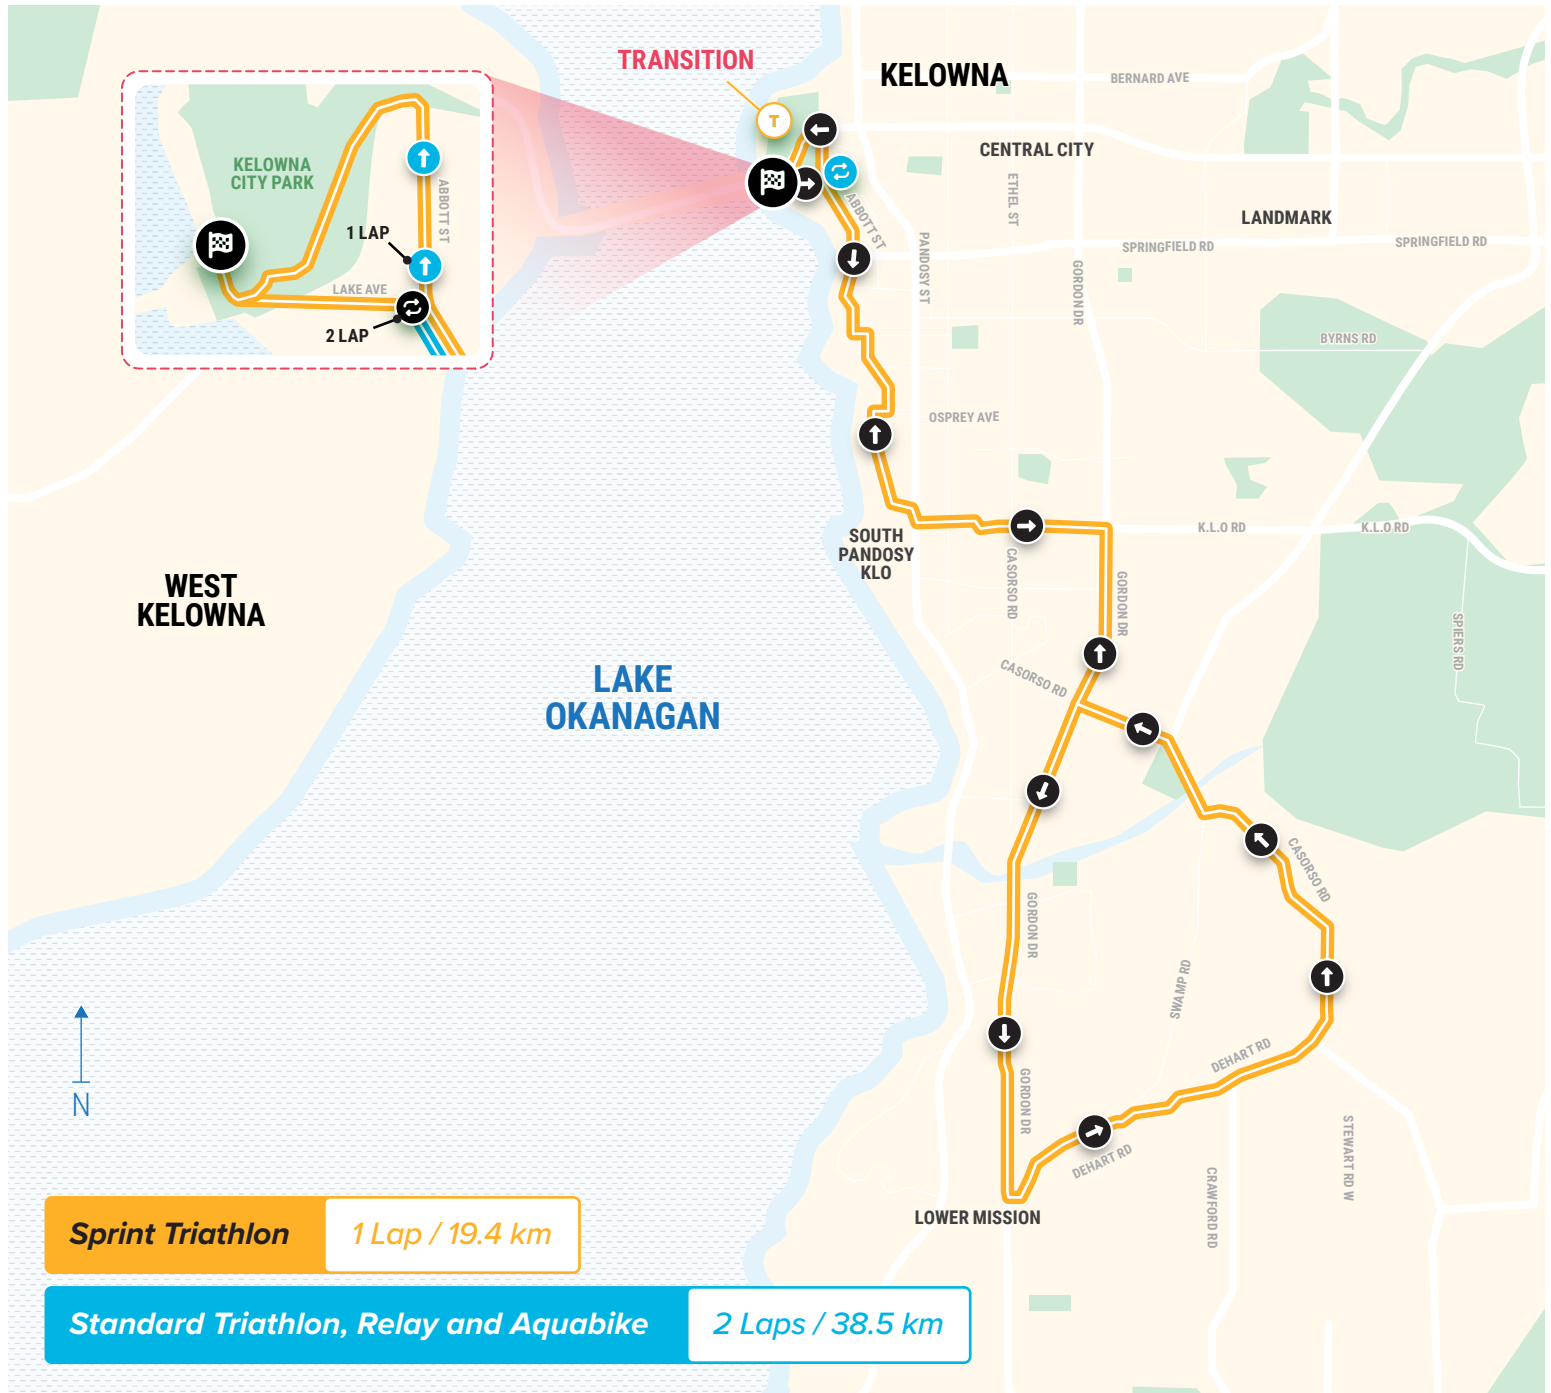 TRANSITION
KELOWNA
BERNARD AVE
T
CENTRAL CITY
KELOWNA
CITY PARK
ABBOTT ST
1 LAP
LAKE AVE
2 LAP
ABBOTT ST
ETHEL ST
LANDMARK
SPRINGFIELD RD
SPRINGFIELD RD
PANDOSY ST
GORDON DR
BYRNS RD
OSPREY AVE
K.L.O RD
K.L.O RD
SOUTH
PANDOSY
KLO
CASORSO RD
GORDON DR
WEST
KELOWNA
SPIERS RD
CASORSO RD
LAKE
OKANAGAN
CASORSO RD
GORDON DR
SWAMP RD
DEHART RD
N
GORDON DR
DEHART RD
STEWART RD W
CRAWFORD RD
LOWER MISSION
Sprint Triathlon
1 Lap / 19.4 km
Standard Triathlon, Relay and Aquabike
2 Laps / 38.5 km